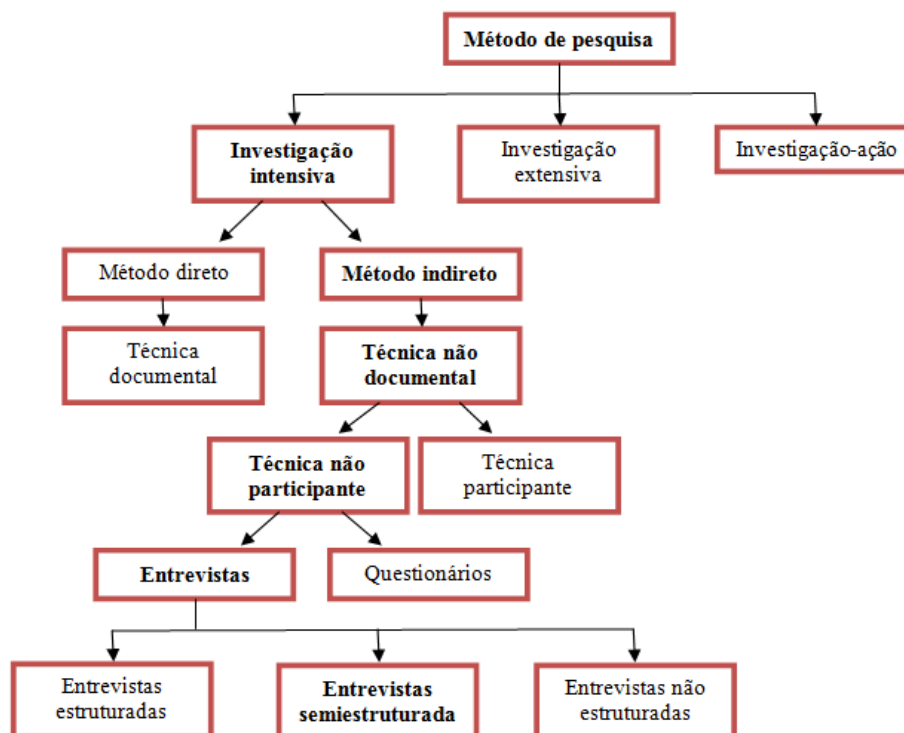 Método de pesquisa
Investigação
intensiva
Investigação
extensiva
Investigação-ação
Método direto
Método indireto
Técnica
documental
Técnica não
documental
Técnica não
participante
Técnica
participante
Entrevistas
Questionários
Entrevistas
estruturadas
Entrevistas
semiestruturada
Entrevistas não
estruturadas